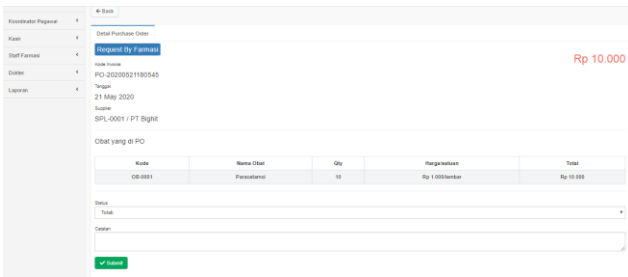 Koordinator Pegawai
Kasir
Staff Farmasi
Dokter
Laporan
Back
Detail Purchase Order
Request By Farmasi
Rp 10.000
Kode Invoice
PO-20200521180545
Tanggal
21 May 2020
Supplier
SPL-0001 / PT Bighit
Obat yang di PO
Kode Nama Obat Qty Harga/satuan Total
OB-0001 Paracetamol 10 Rp 1.000/lembar Rp 10.000
Status
Tolak
Catatan
Submit